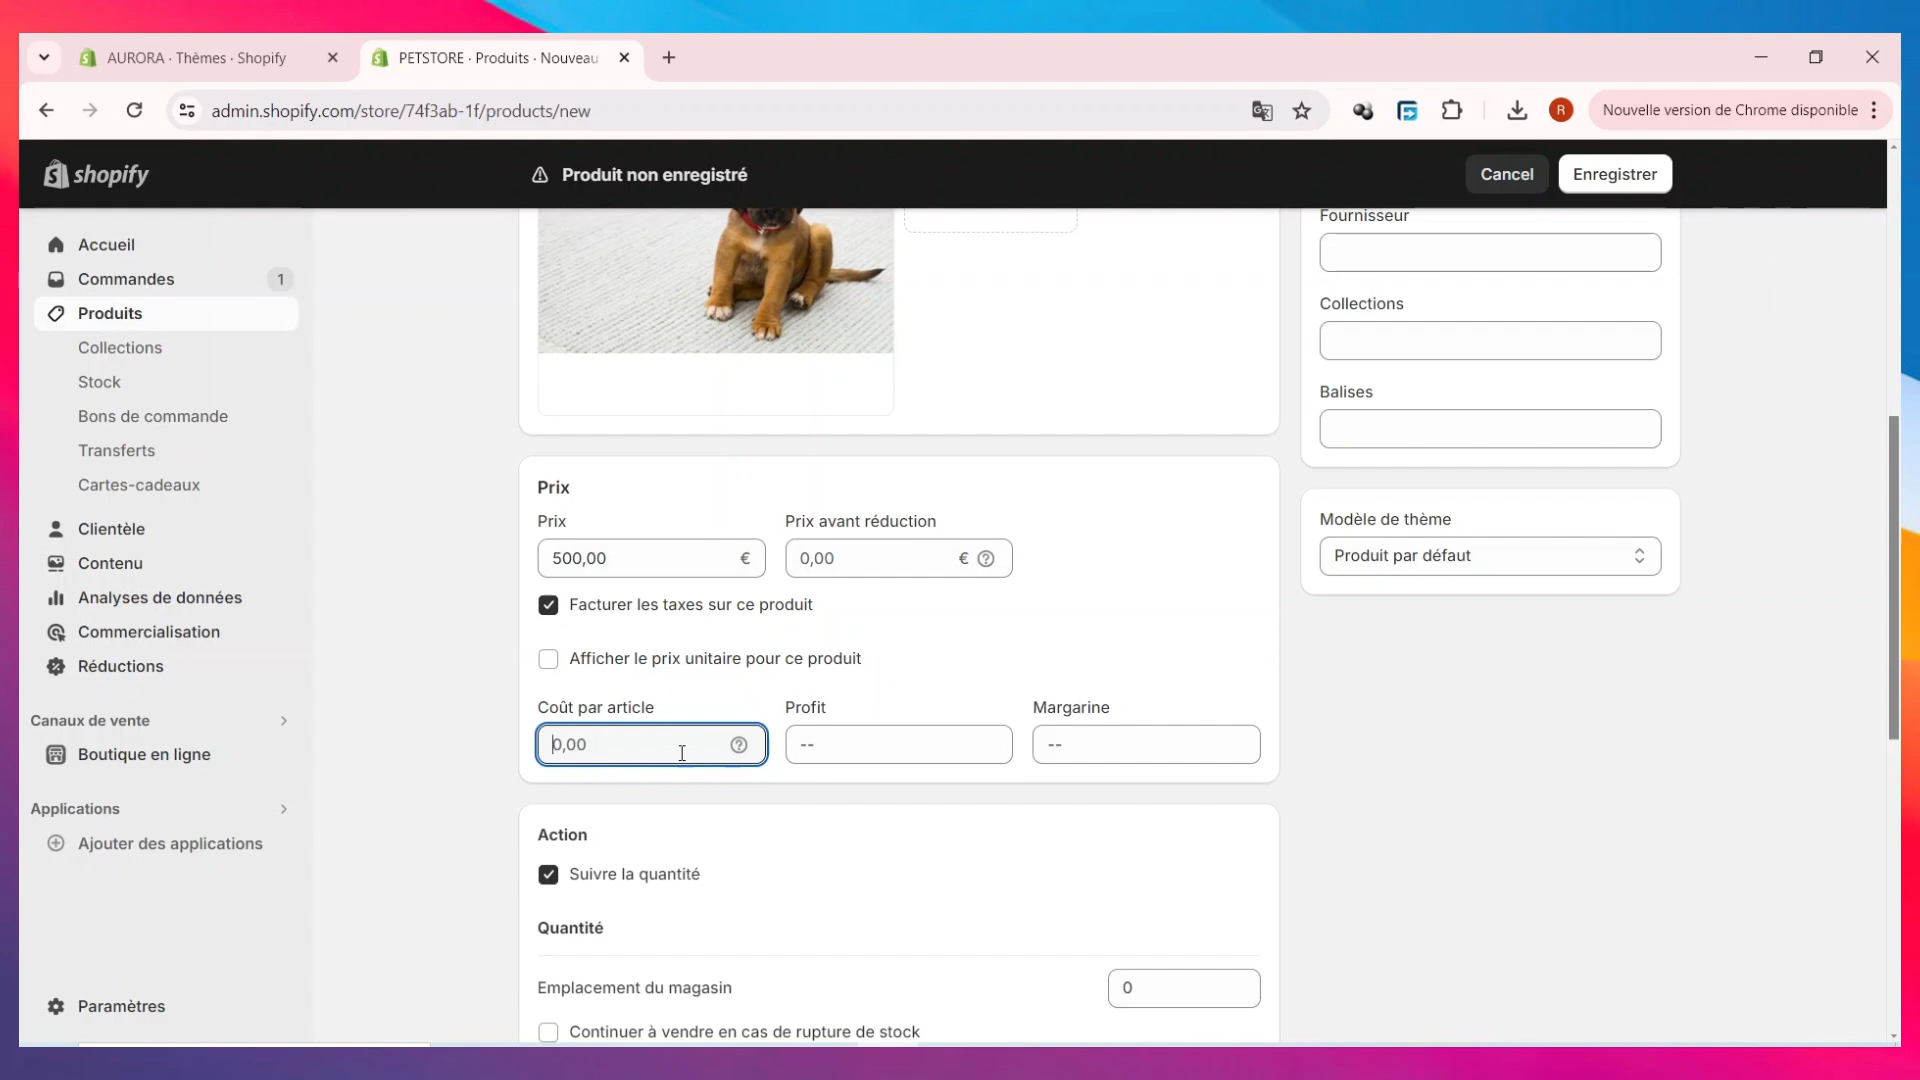 AURORA · Thèmes · Shopify
PETSTORE · Produits · Nouveau
admin.shopify.com/store/74f3ab-1f/products/new
R
Nouvelle version de Chrome disponible
shopify
Produit non enregistré
Cancel
Enregistrer
Accueil
Commandes
1
Produits
Collections
Stock
Bons de commande
Transferts
Cartes-cadeaux
Clientèle
Contenu
Analyses de données
Commercialisation
Réductions
Canaux de vente
Boutique en ligne
Applications
Ajouter des applications
Paramètres
Prix
Prix
Prix avant réduction
500,00 €
0,00 €
Facturer les taxes sur ce produit
Afficher le prix unitaire pour ce produit
Coût par article
Profit
Margarine
0,00
--
--
Action
Suivre la quantité
Quantité
Emplacement du magasin
0
Continuer à vendre en cas de rupture de stock
Fournisseur
Collections
Balises
Modèle de thème
Produit par défaut